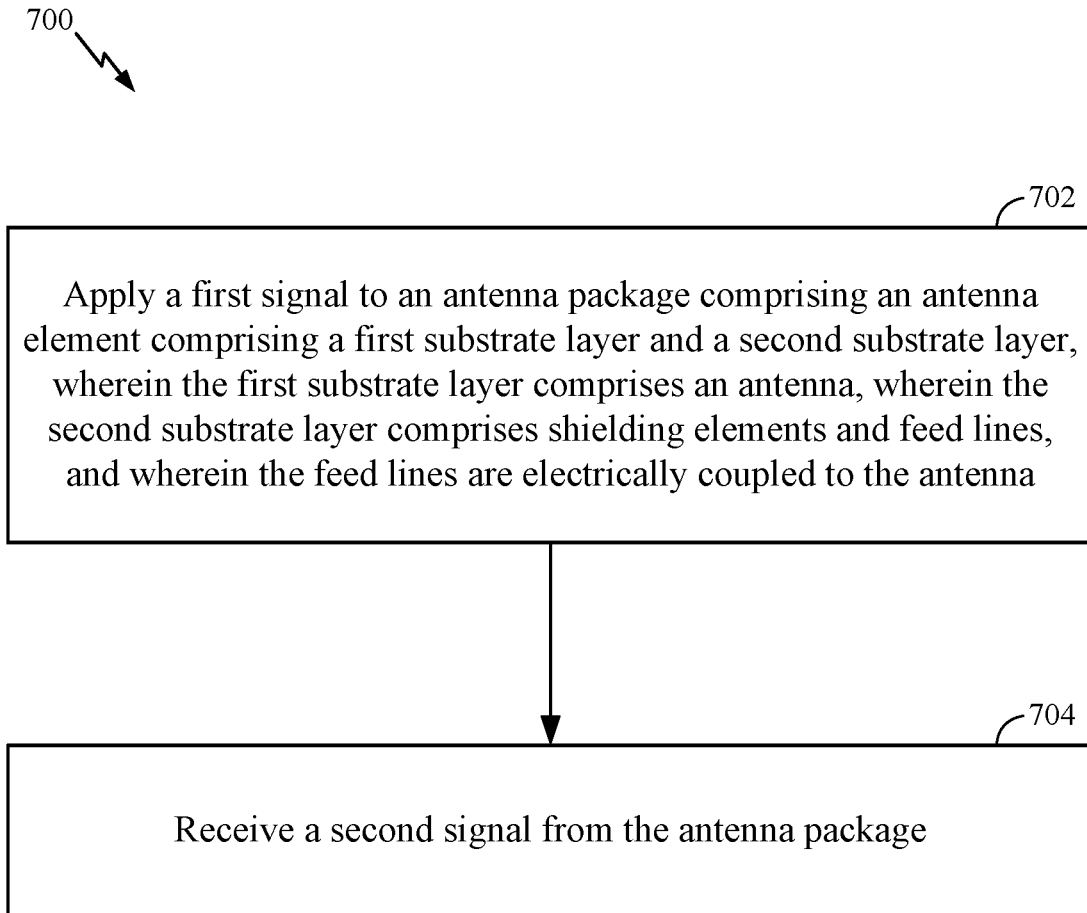 700
702
Apply a first signal to an antenna package comprising an antenna
element comprising a first substrate layer and a second substrate layer,
wherein the first substrate layer comprises an antenna, wherein the
second substrate layer comprises shielding elements and feed lines,
and wherein the feed lines are electrically coupled to the antenna
704
Receive a second signal from the antenna package